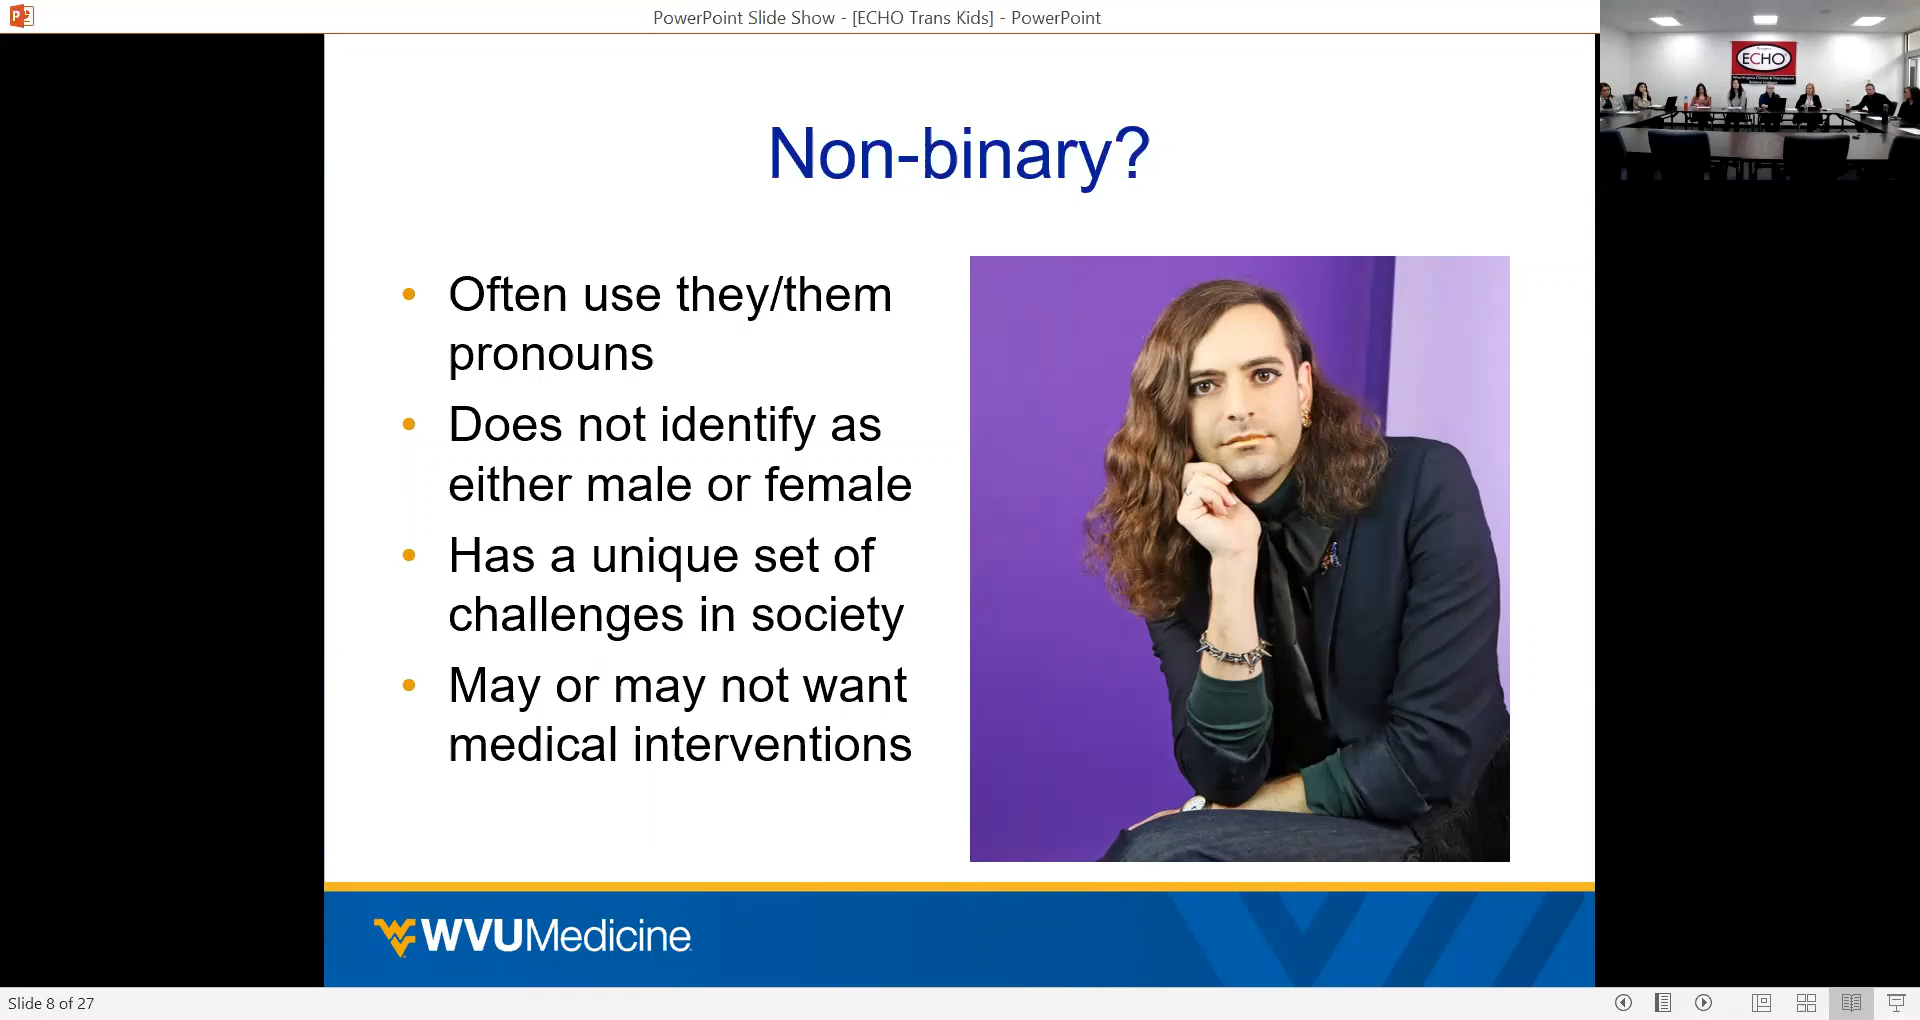 PowerPoint Slide Show - [ECHO Trans Kids] - PowerPoint
ECHO
Non-binary?
• Often use they/them
pronouns
• Does not identify as
either male or female
• Has a unique set of
challenges in society
• May or may not want
medical interventions
WVUMedicine
Slide 8 of 27